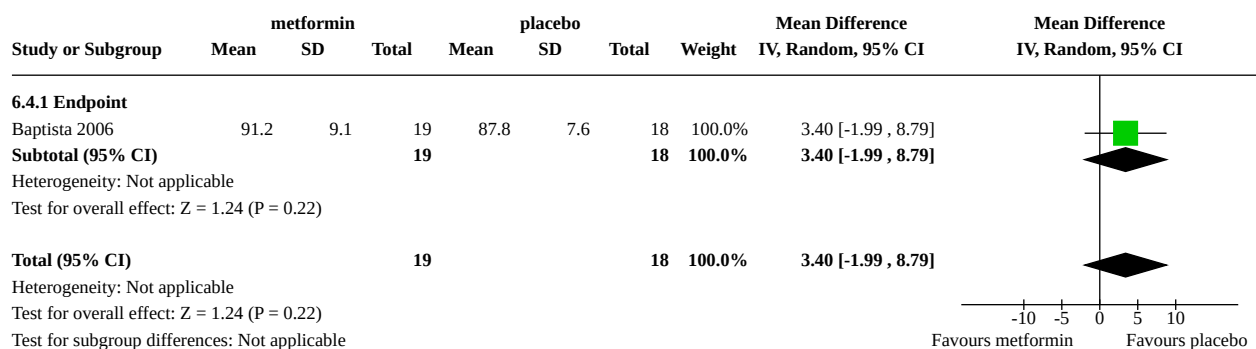 metformin placebo Mean Difference Mean Difference
Study or Subgroup Mean SD Total Mean SD Total Weight IV, Random, 95% CI IV, Random, 95% CI
6.4.1 Endpoint
Baptista 2006 91.2 9.1 19 87.8 7.6 18 100.0% 3.40 [-1.99 , 8.79]
Subtotal (95% CI) 19 18 100.0% 3.40 [-1.99 , 8.79]
Heterogeneity: Not applicable
Test for overall effect: Z = 1.24 (P = 0.22)
Total (95% CI) 19 18 100.0% 3.40 [-1.99 , 8.79]
Heterogeneity: Not applicable
Test for overall effect: Z = 1.24 (P = 0.22) -10 -5 0 5 10
Test for subgroup differences: Not applicable Favours metformin Favours placebo